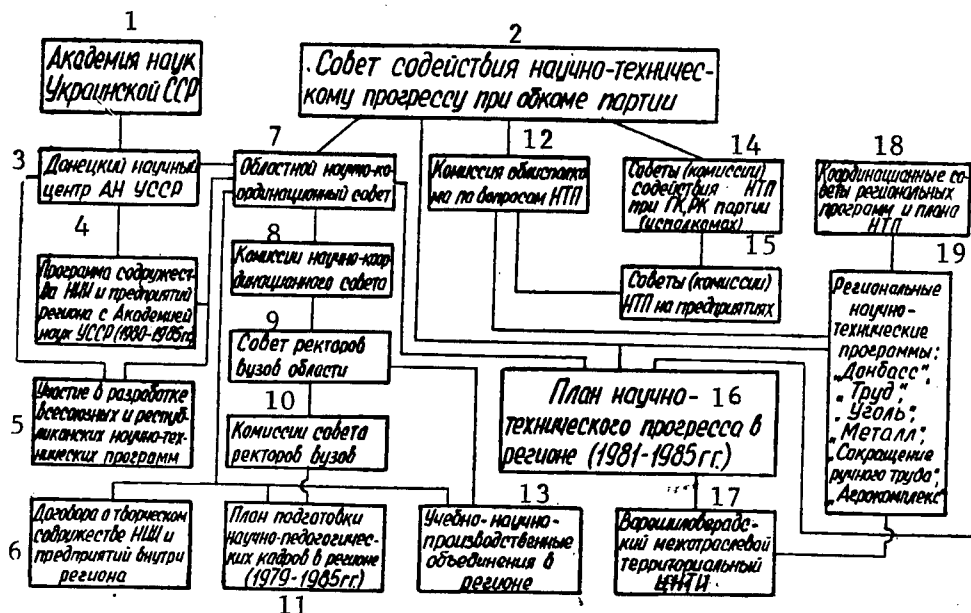 1
Академия наук
Украинской ССР
2
Совет содействия научно-техничес-
кому прогрессу при обкоме партии
3
Донецкий научный
центр АН УССР
7
Областной научно-ко-
ординационный совет
12
Комиссия облисполко-
ма по вопросам НТП
14
Советы (комиссии)
содействия НТП
при ГК, РК партии
(исполкомах)
18
Координационные со-
веты региональных
программ и плана
НТП
4
Программа содружест-
ва НИИ и предприятий
региона с Академией
наук УССР (1980-1985гг.
8
Комиссии научно-коор-
динационного совета
15
Советы (комиссии)
НТП на предприятиях
19
Региональные
научно-
технические
программы:
„Донбасс",
„Труд",
„Уголь",
„Металл",
„Сокращение
ручного труда",
„Агрокомплекс"
9
Совет ректоров
вузов области
5
Участие в разработке
всесоюзных и респуб-
ликанских научно-тех-
нических программ
10
Комиссии совета
ректоров вузов
16
План научно-
технического прогресса в
регионе (1981-1985гг.)
6
Договора о творческом
содружестве НИИ и
предприятий внутри
региона
План подготовки
научно-педагогичес-
ких кадров в регионе
(1979-1985гг.)
11
13
Учебно-научно-
производственные
объединения в
регионе
17
Ворошиловградс-
кий межотраслевой
территориальный
ЦНТИ